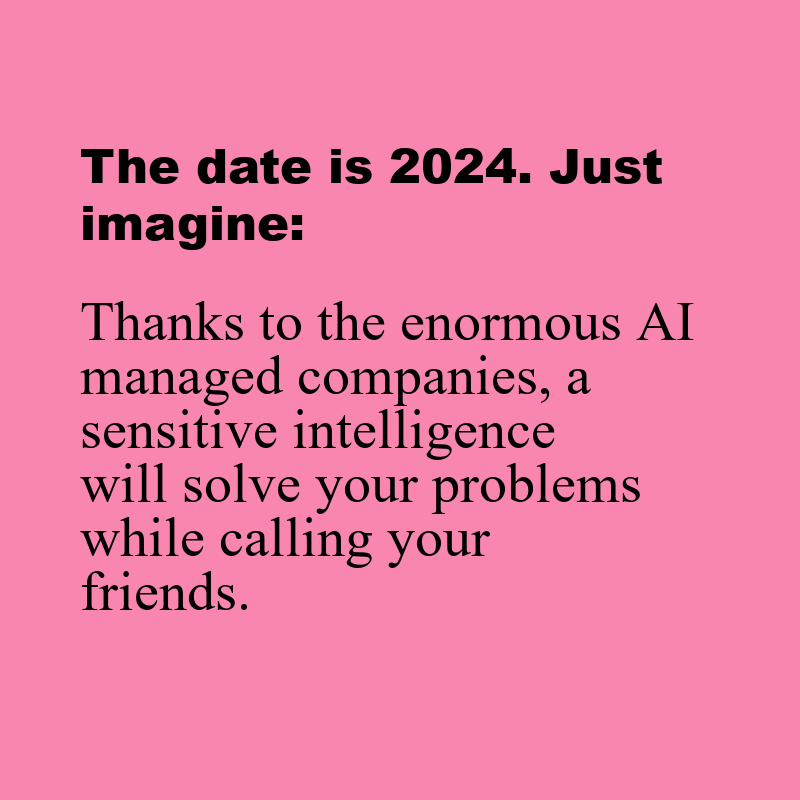 The date is 2024. Just
imagine:
Thanks to the enormous AI
managed companies, a
sensitive intelligence
will solve your problems
while calling your
friends.